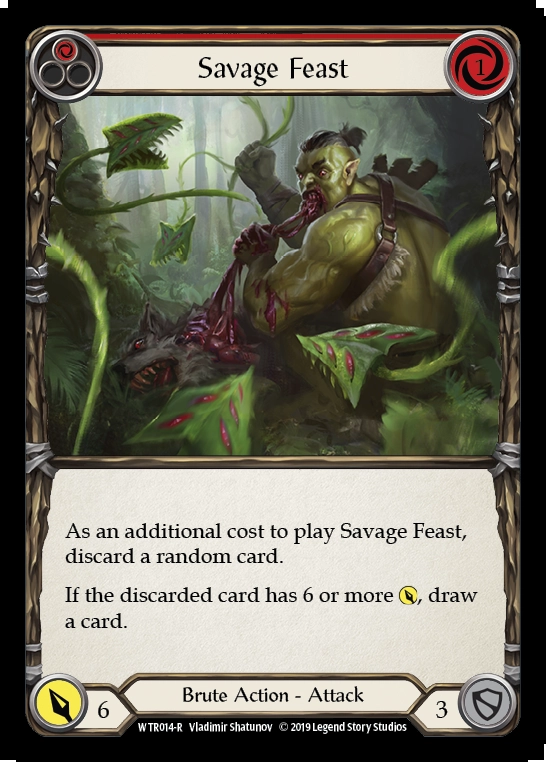 Savage Feast
1
As an additional cost to play Savage Feast,
discard a random card.
If the discarded card has 6 or more , draw
a card.
6
Brute Action - Attack
3
WTR014-R Vladimir Shatunov © 2019 Legend Story Studios